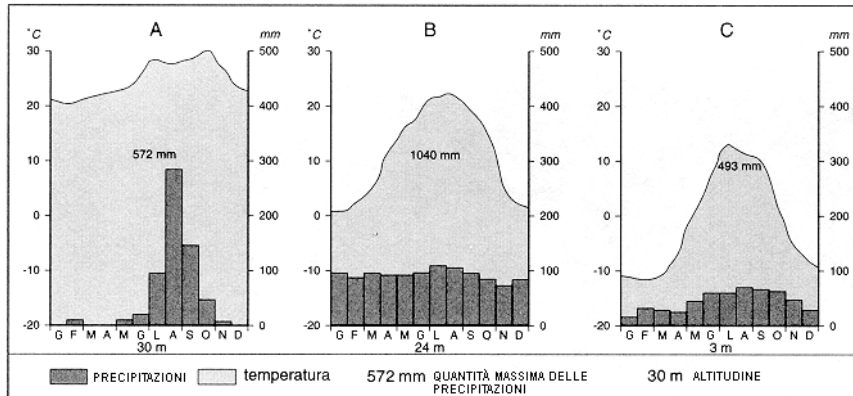 A
°C
mm
30
20
10
0
-10
-20
500
400
300
200
100
0
572 mm
G F M A M G L A S O N D
30 m
B
°C
mm
30
20
10
0
-10
-20
500
400
300
200
100
0
1040 mm
G F M A M G L A S O N D
24 m
C
°C
mm
30
20
10
0
-10
-20
500
400
300
200
100
0
493 mm
G F M A M G L A S O N D
3 m
PRECIPITAZIONI
temperatura
572 mm QUANTITÀ MASSIMA DELLE
PRECIPITAZIONI
30 m ALTITUDINE